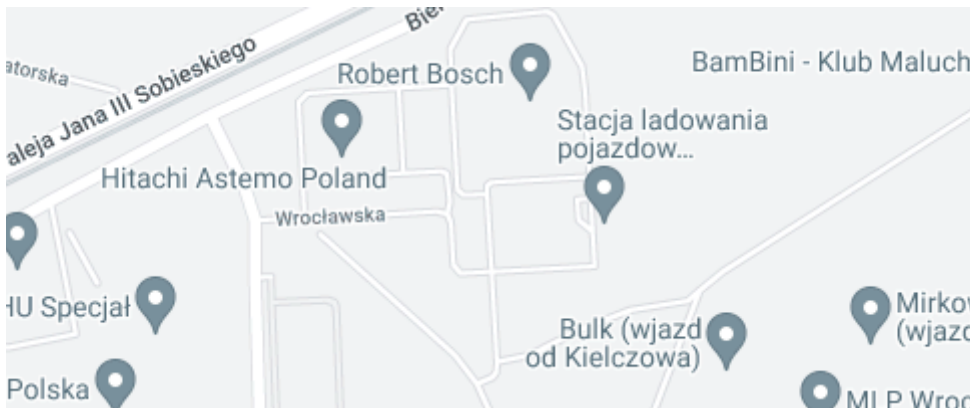 Bier
atorska
aleja Jana III Sobieskiego
Robert Bosch
BamBini - Klub Maluch
Stacja ladowania
pojazdow...
Hitachi Astemo Poland
Wrocławska
HU Specjał
Bulk (wjazd
od Kielczowa)
Mirkow
(wjazd
Polska
MLP Wroc